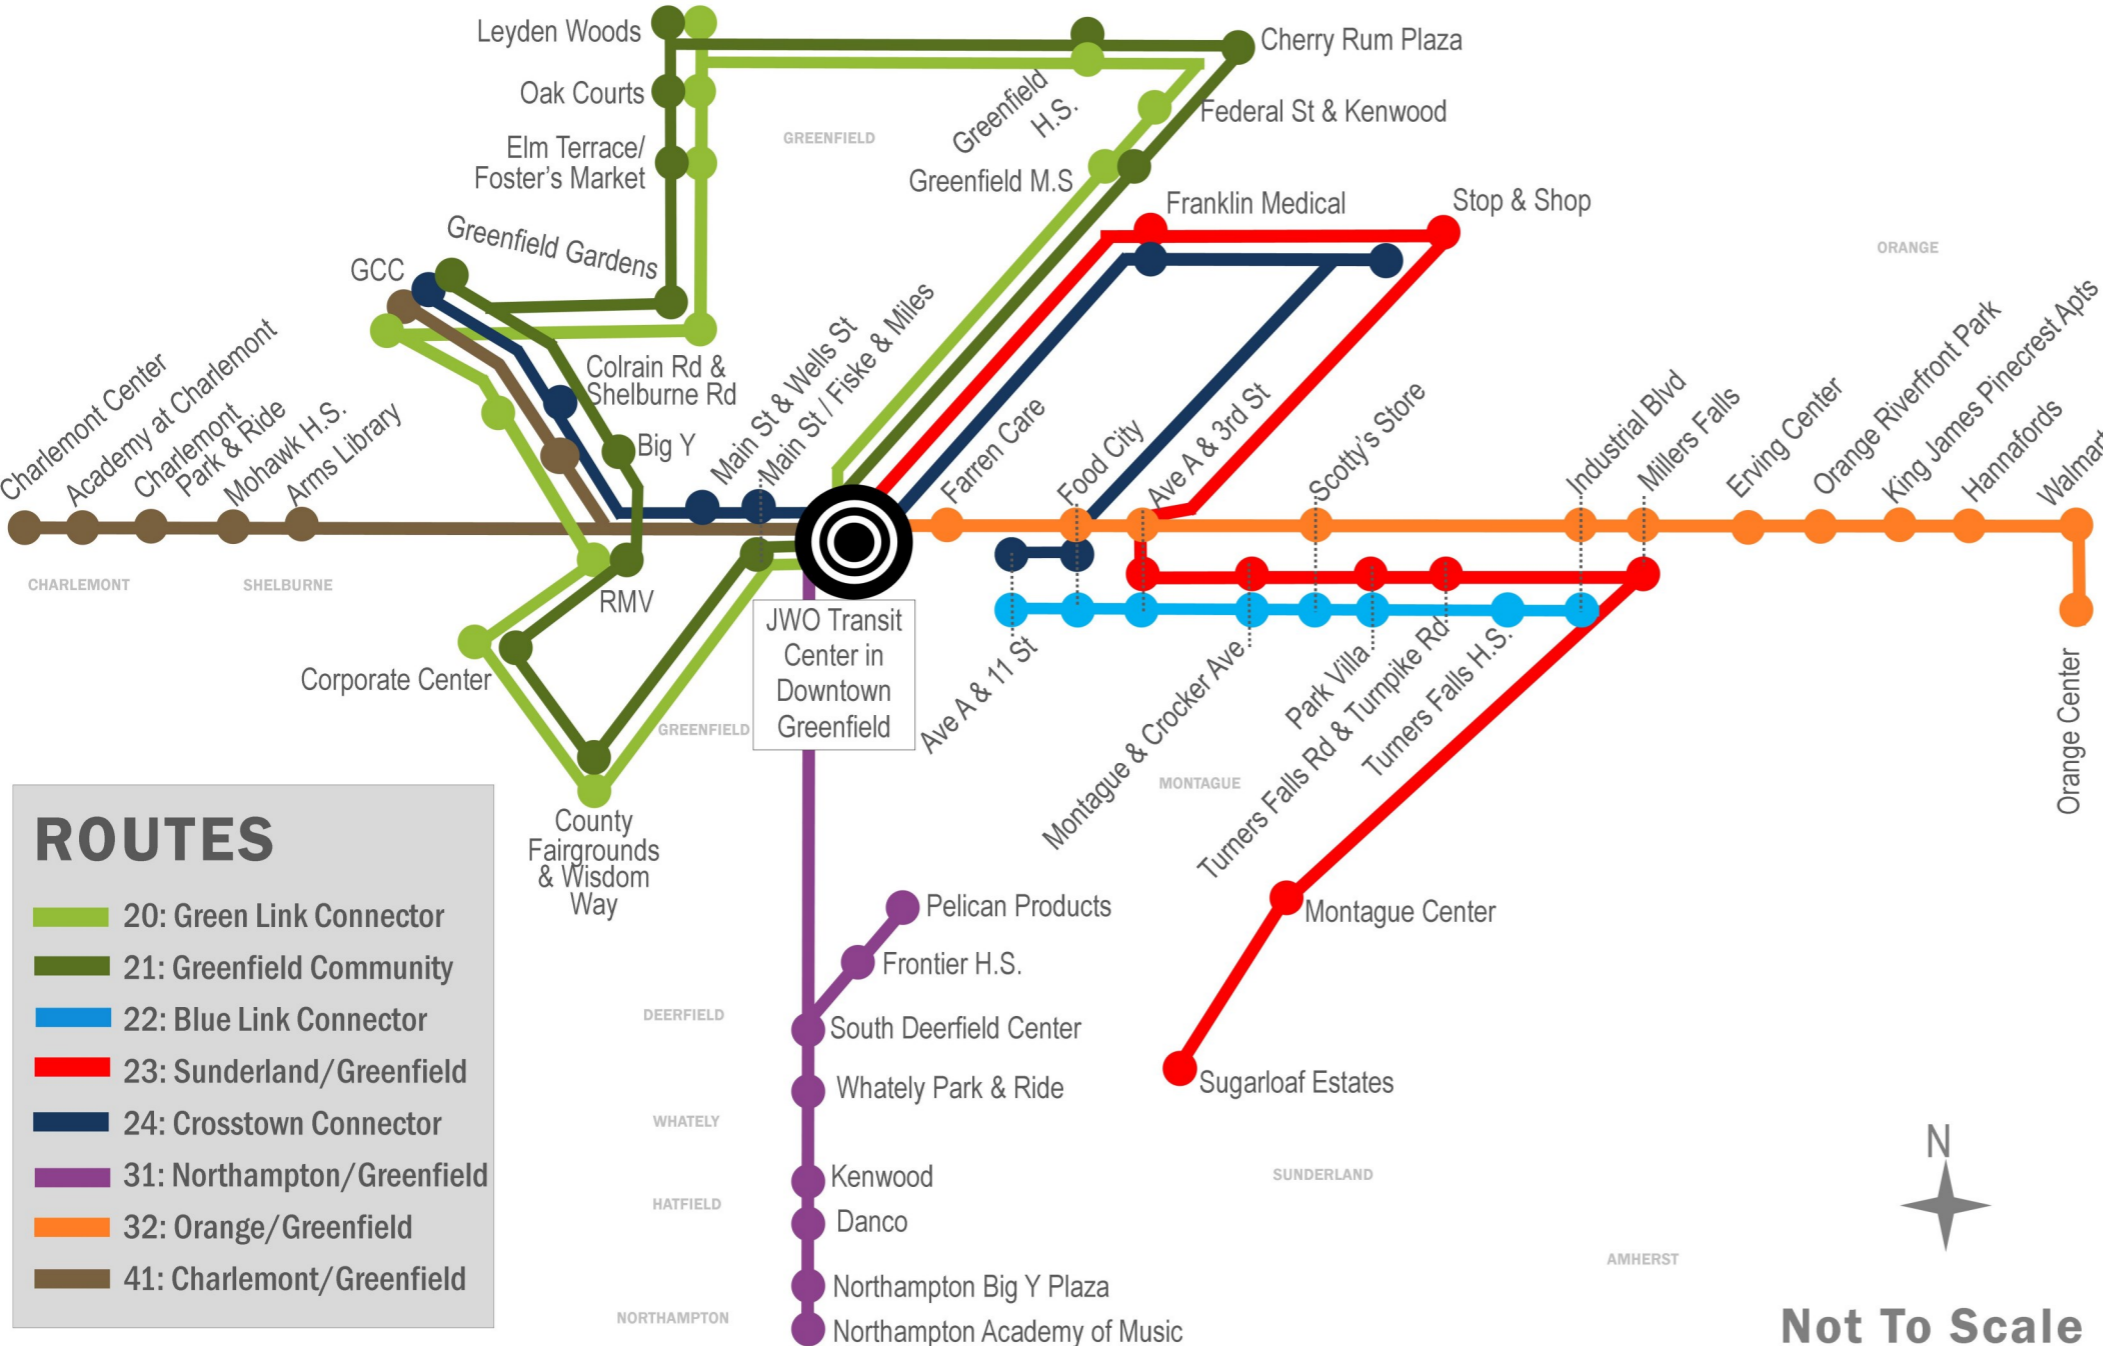 Leyden Woods
Cherry Rum Plaza
Oak Courts
Greenfield
H.S.
Federal St & Kenwood
GREENFIELD
Elm Terrace/
Foster's Market
Greenfield M.S
Franklin Medical
Stop & Shop
ORANGE
Greenfield Gardens
GCC
Colrain Rd &
Shelburne Rd
Big Y
Main St & Wells St
Main St / Fiske & Miles
Charlemont Center
Academy at Charlemont
Charlemont
Park & Ride
Mohawk H.S.
Arms Library
Farren Care
Food City
Ave A & 3rd St
Scotty's Store
Industrial Blvd
Millers Falls
Erving Center
Orange Riverfront Park
King James Pinecrest Apts
Hannafords
Walmart
CHARLEMONT
SHELBURNE
RMV
JWO Transit
Center in
Downtown
Greenfield
Corporate Center
GREENFIELD
Ave A & 11 St
Montague & Crocker Ave
Park Villa
Turners Falls Rd & Turnpike Rd
Turners Falls H.S.
Orange Center
MONTAGUE
County
Fairgrounds
& Wisdom
Way
Pelican Products
Montague Center
Frontier H.S.
DEERFIELD
South Deerfield Center
Whately Park & Ride
Sugarloaf Estates
WHATELY
Kenwood
SUNDERLAND
HATFIELD
Danco
AMHERST
Northampton Big Y Plaza
NORTHAMPTON
Northampton Academy of Music
ROUTES
20: Green Link Connector
21: Greenfield Community
22: Blue Link Connector
23: Sunderland/Greenfield
24: Crosstown Connector
31: Northampton/Greenfield
32: Orange/Greenfield
41: Charlemont/Greenfield
N
Not To Scale